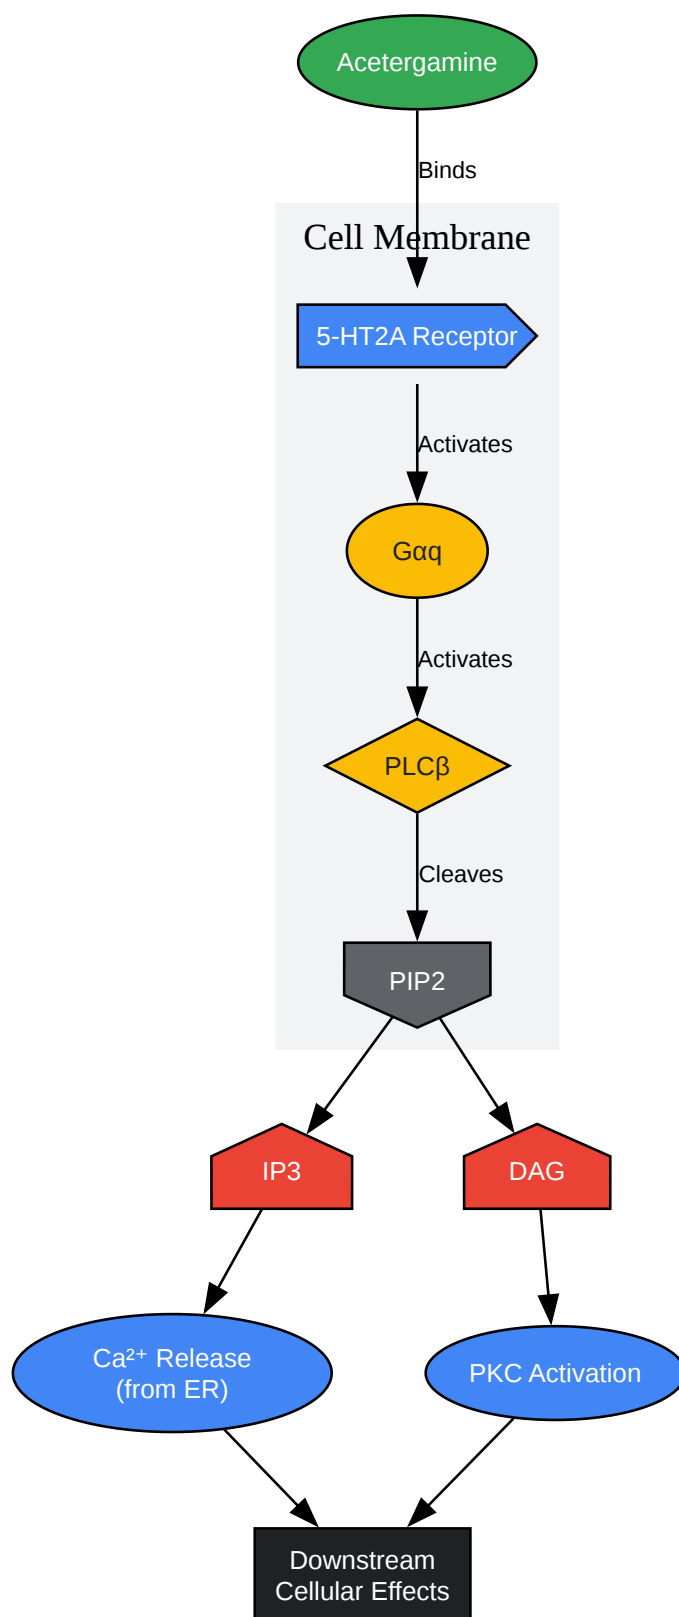 Acetergamine
Binds
Cell Membrane
5-HT2A Receptor
Activates
Gαq
Activates
PLCβ
Cleaves
PIP2
IP3
DAG
Ca²⁺ Release
(from ER)
PKC Activation
Downstream
Cellular Effects